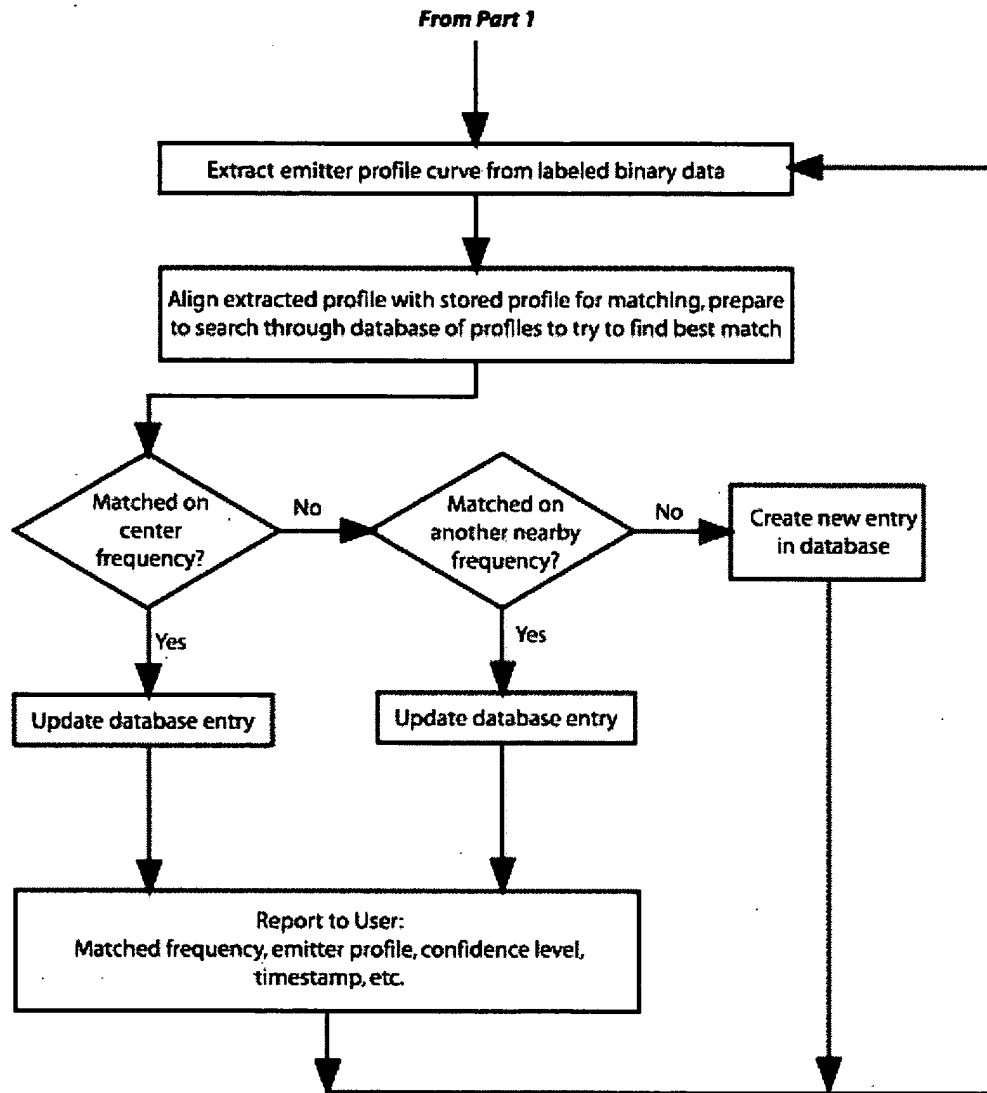 From Part 1
Extract emitter profile curve from labeled binary data
Align extracted profile with stored profile for matching, prepare
to search through database of profiles to try to find best match
Matched on
center
frequency?
No
Matched on
another nearby
frequency?
No
Create new entry
in database
Yes
Yes
Update database entry
Update database entry
Report to User:
Matched frequency, emitter profile, confidence level,
timestamp, etc.